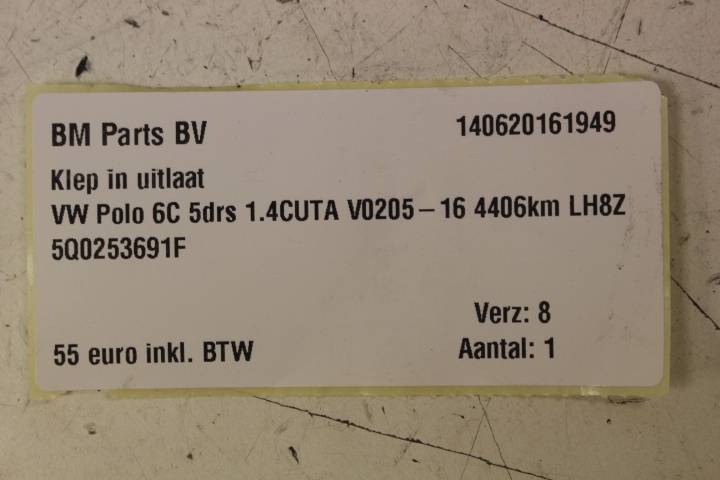 BM Parts BV 140620161949
Klep in uitlaat
VW Polo 6C 5drs 1.4CUTA V0205-16 4406km LH8Z
5Q0253691F
Verz: 8
55 euro inkl. BTW Aantal: 1